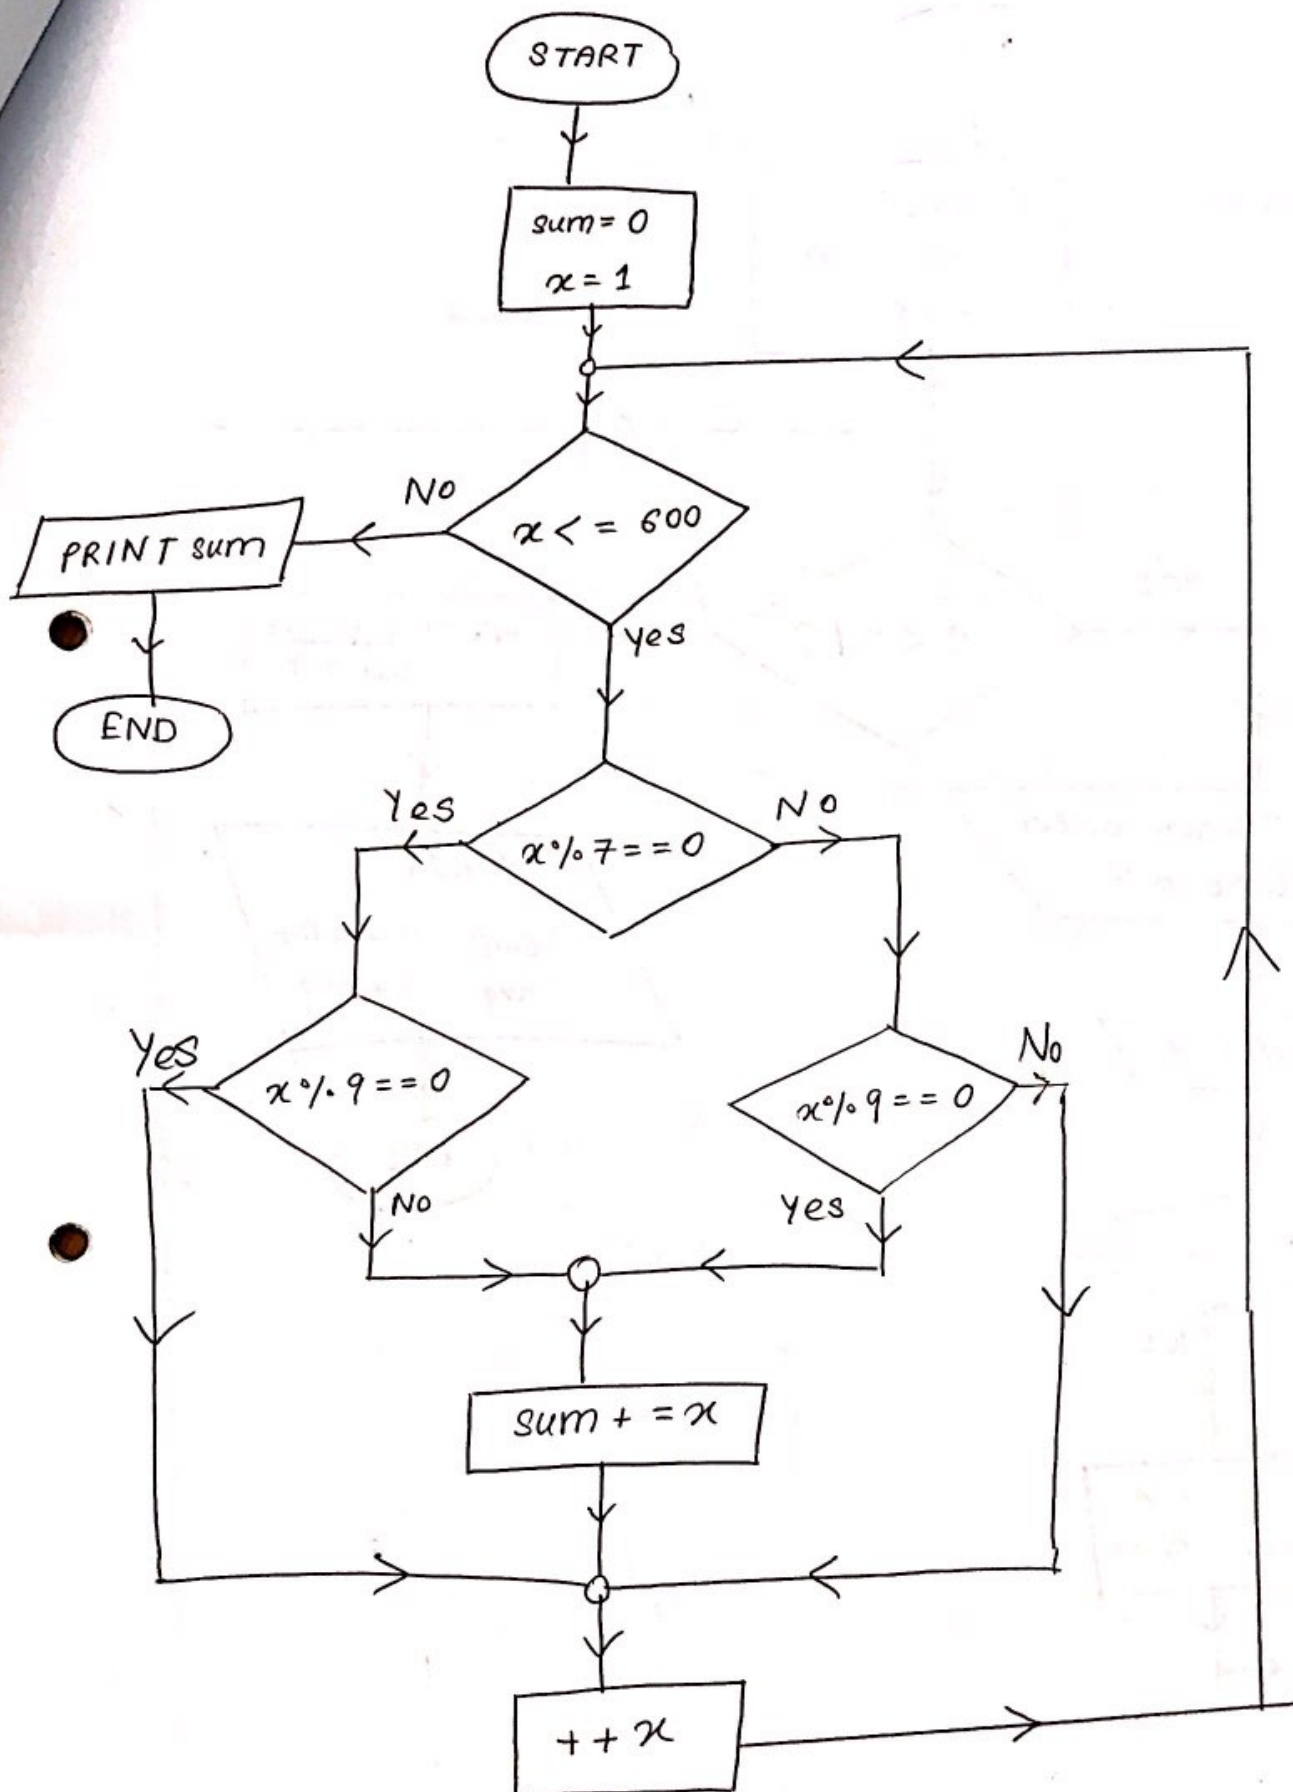 START
sum= 0
x = 1
No
x < = 600
PRINT sum
Yes
END
Yes
No
x%7 = = 0
Yes
No
x%9 = = 0
x%9 = = 0
No
Yes
sum + = x
+ + x